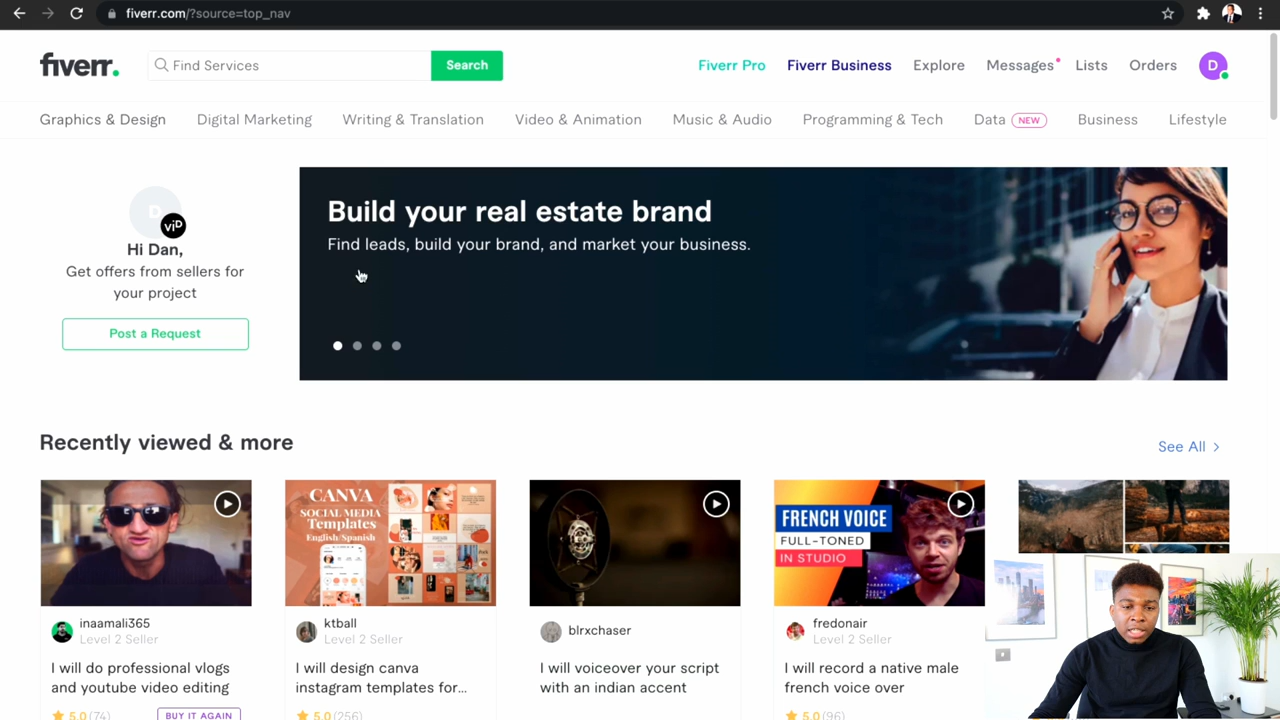 fiverr.com/?source=top_nav
fiverr.
Find Services
Search
Fiverr Pro
Fiverr Business
Explore
Messages
Lists
Orders
D
Graphics & Design
Digital Marketing
Writing & Translation
Video & Animation
Music & Audio
Programming & Tech
Data NEW
Business
Lifestyle
D
viD
Hi Dan,
Get offers from sellers for
your project
Post a Request
Build your real estate brand
Find leads, build your brand, and market your business.
Recently viewed & more
See All >
CANVA
SOCIAL MEDIA
Templates
English/Spanish
FRENCH VOICE
FULL-TONED
IN STUDIO
inaamali365
Level 2 Seller
I will do professional vlogs
and youtube video editing
5.0 (74)
BUY IT AGAIN
ktball
Level 2 Seller
I will design canva
instagram templates for...
5.0 (256)
blrxchaser
I will voiceover your script
with an indian accent
fredonair
Level 2 Seller
I will record a native male
french voice over
5.0 (96)